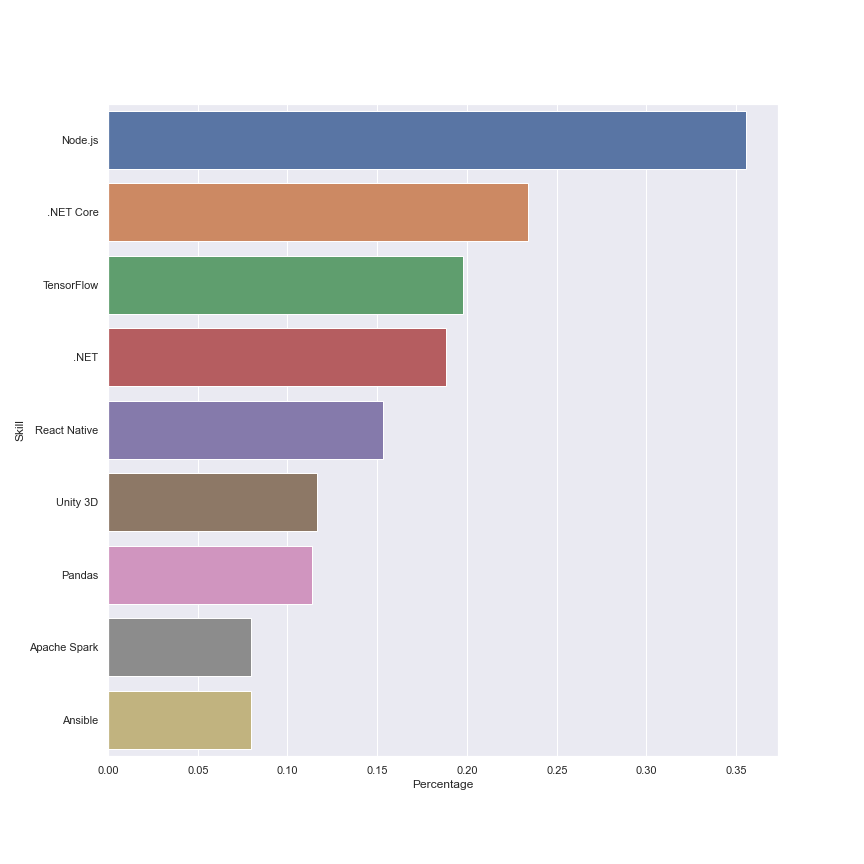 Node.js
.NET Core
TensorFlow
.NET
React Native
Unity 3D
Pandas
Apache Spark
Ansible
Skill
0.00 0.05 0.10 0.15 0.20 0.25 0.30 0.35
Percentage